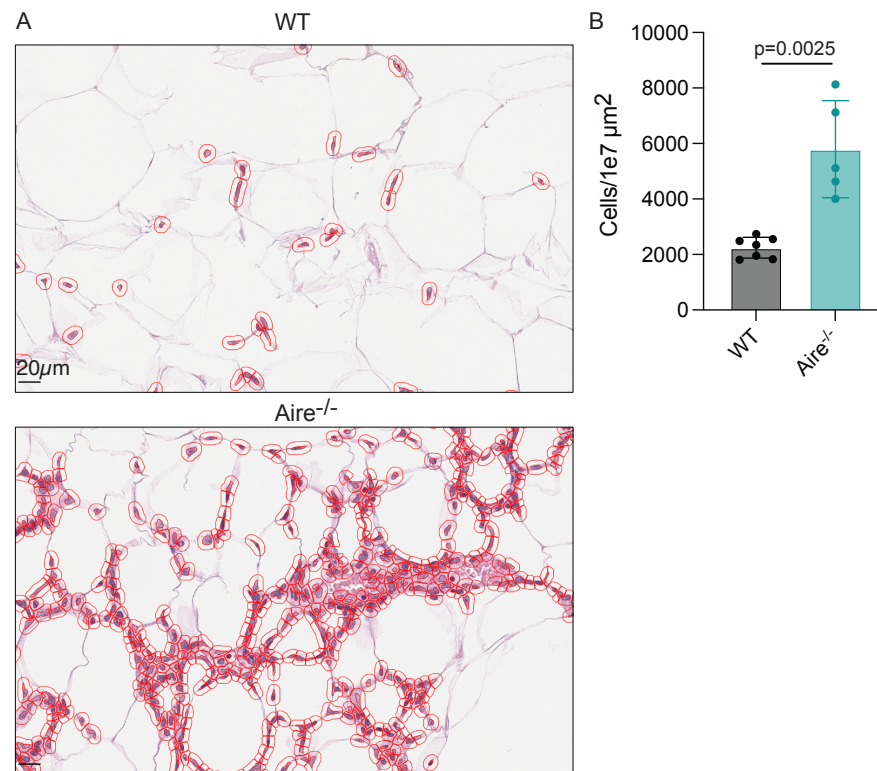 A
WT
20µm
Aire⁻/⁻
B
10000
8000
6000
4000
2000
0
Cells/1e7 µm²
p=0.0025
WT
Aire⁻/⁻